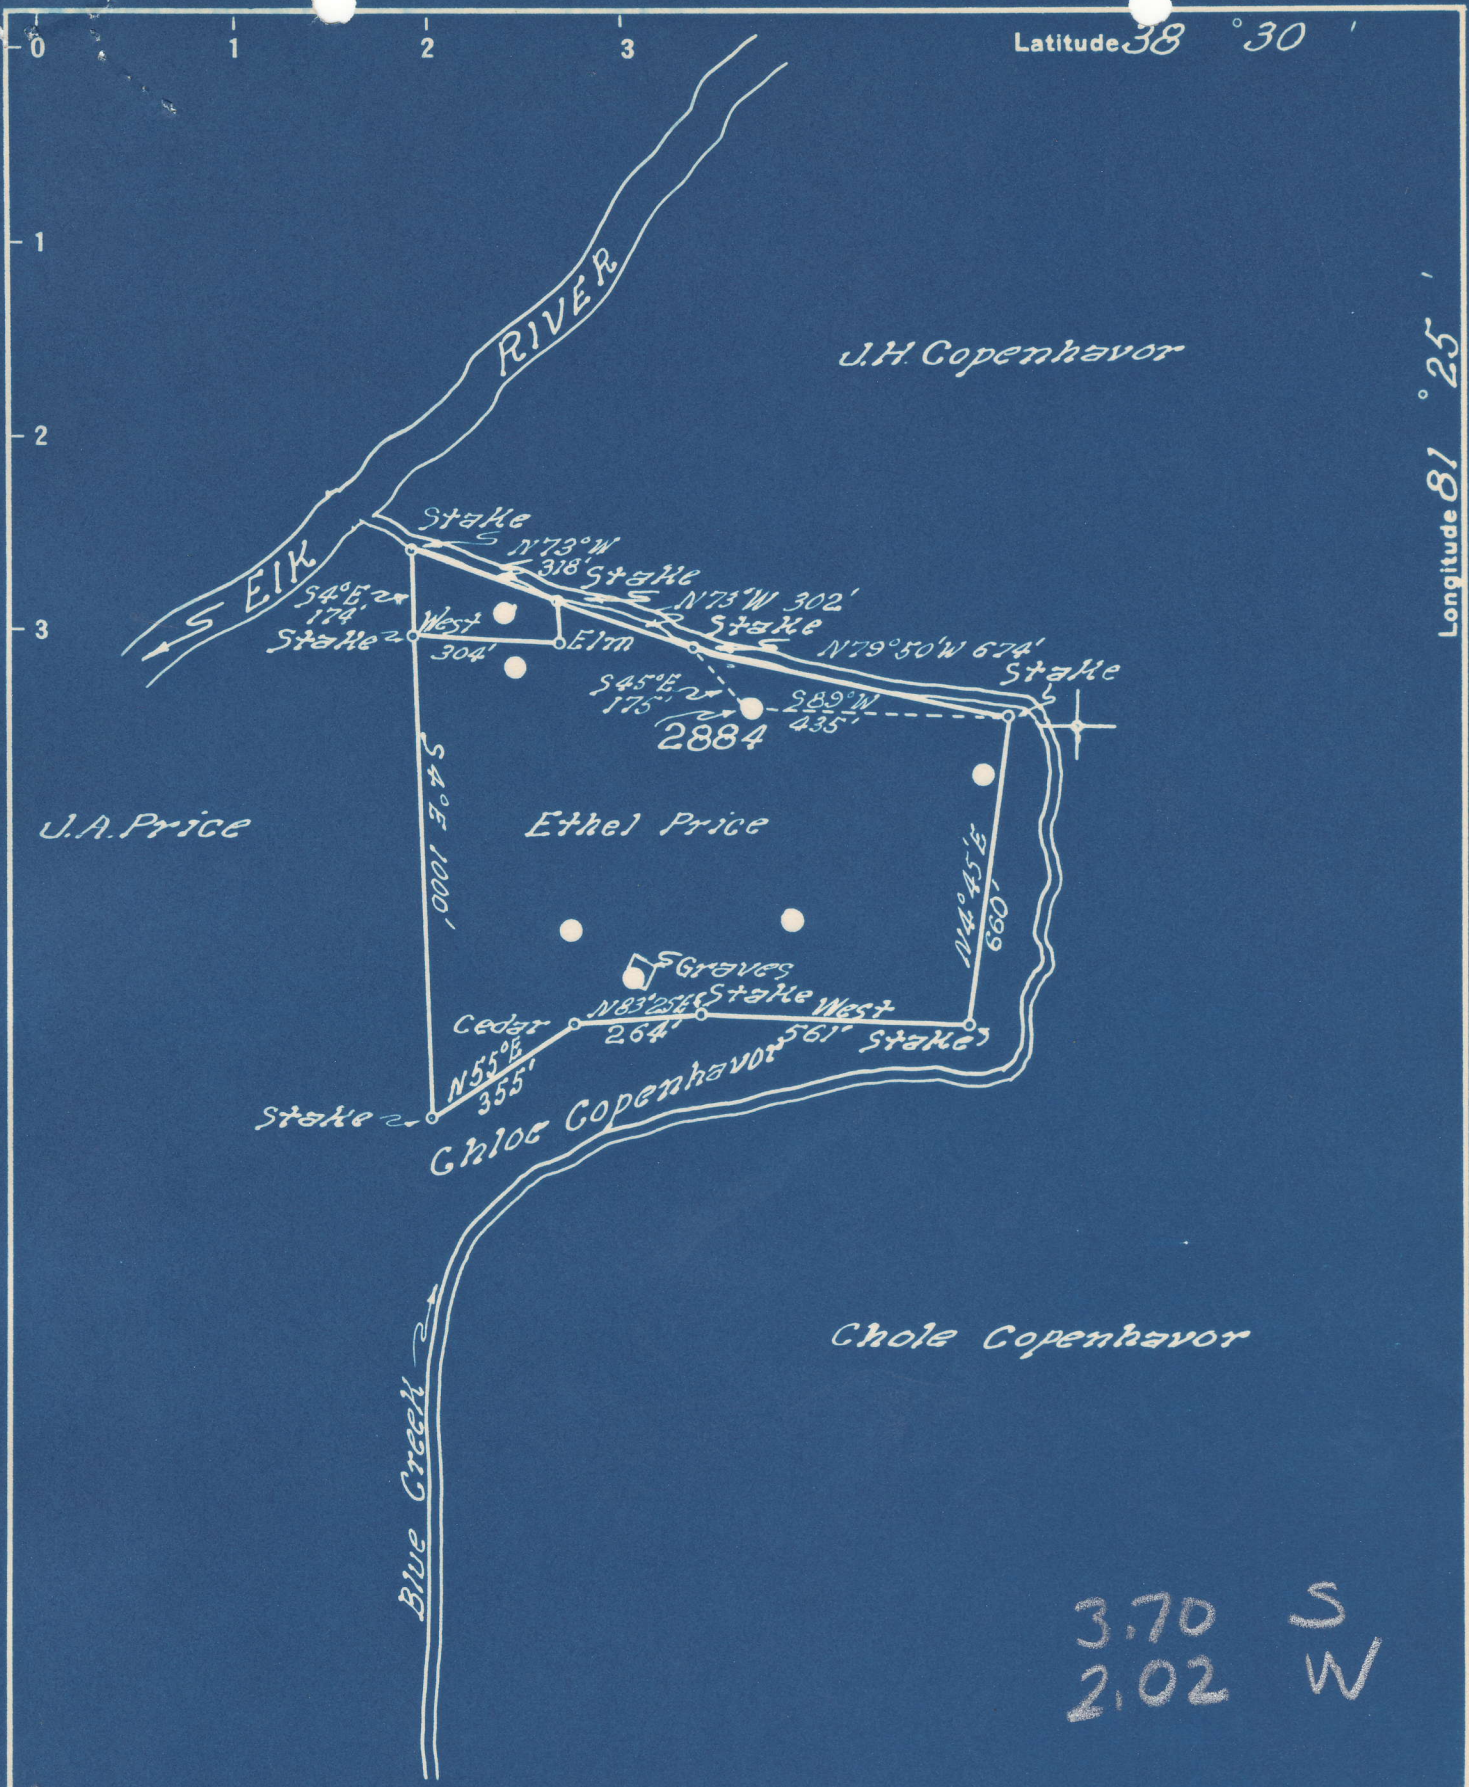 0 1 2 3 Latitude 38 ° 30 '
1
RIVER
J.H. Copenhavor
2
Longitude 81 ° 25 '
Stake
N73°W
318'
Stake
Elk
S4°E
174'
N73°W 302'
3
West
Stake
Stake
304'
Elm
N79°50'W 674'
Stake
S45°E
175'
S89°W
435'
2884
S4°E 1000'
J.A. Price
Ethel Price
N4°45'E
660'
Graves
Stake
N83°25'E
264'
West
561'
Cedar
Stake
N55°E
355'
Stake
Chloe Copenhavor
Chole Copenhavor
Blue Creek
3.70 S
2.02 W